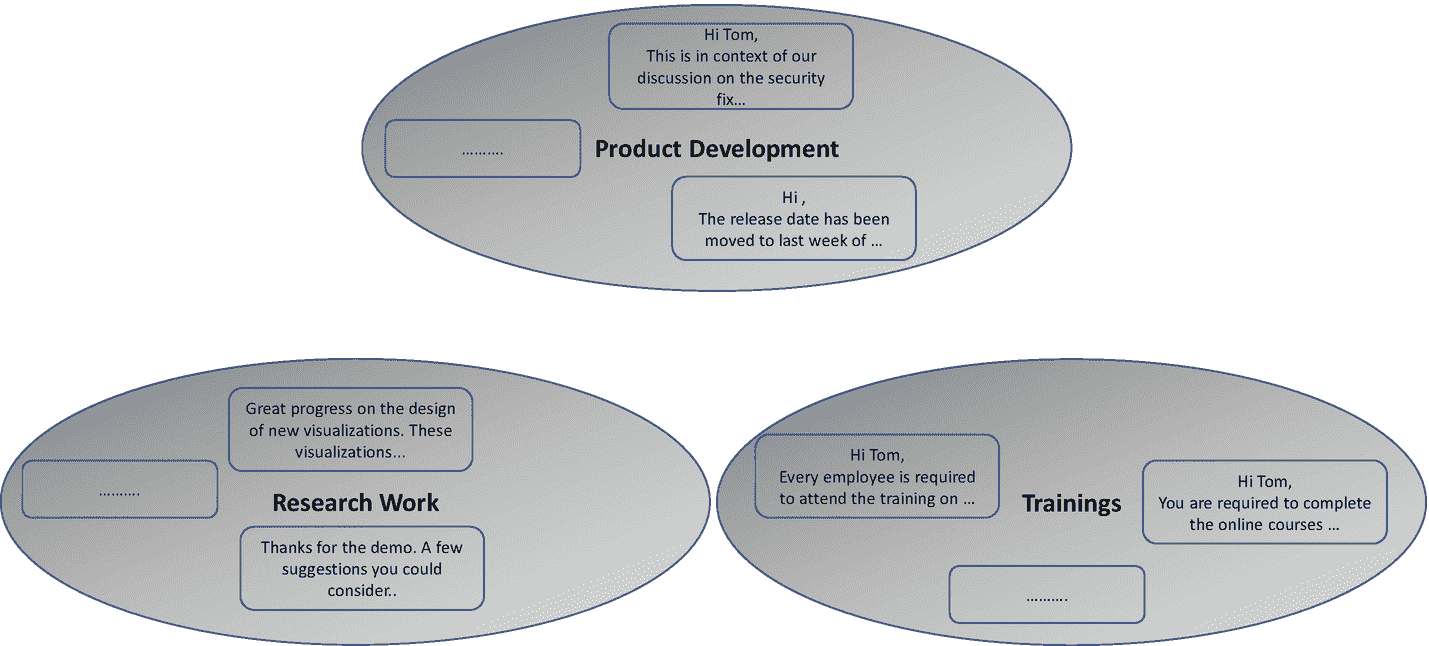 Hi Tom,
This is in context of our
discussion on the security
fix...
……….
Product Development
Hi ,
The release date has been
moved to last week of ...
Great progress on the design
of new visualizations. These
visualizations...
……….
Research Work
Thanks for the demo. A few
suggestions you could
consider..
Hi Tom,
Every employee is required
to attend the training on ...
Trainings
Hi Tom,
You are required to complete
the online courses ...
……….